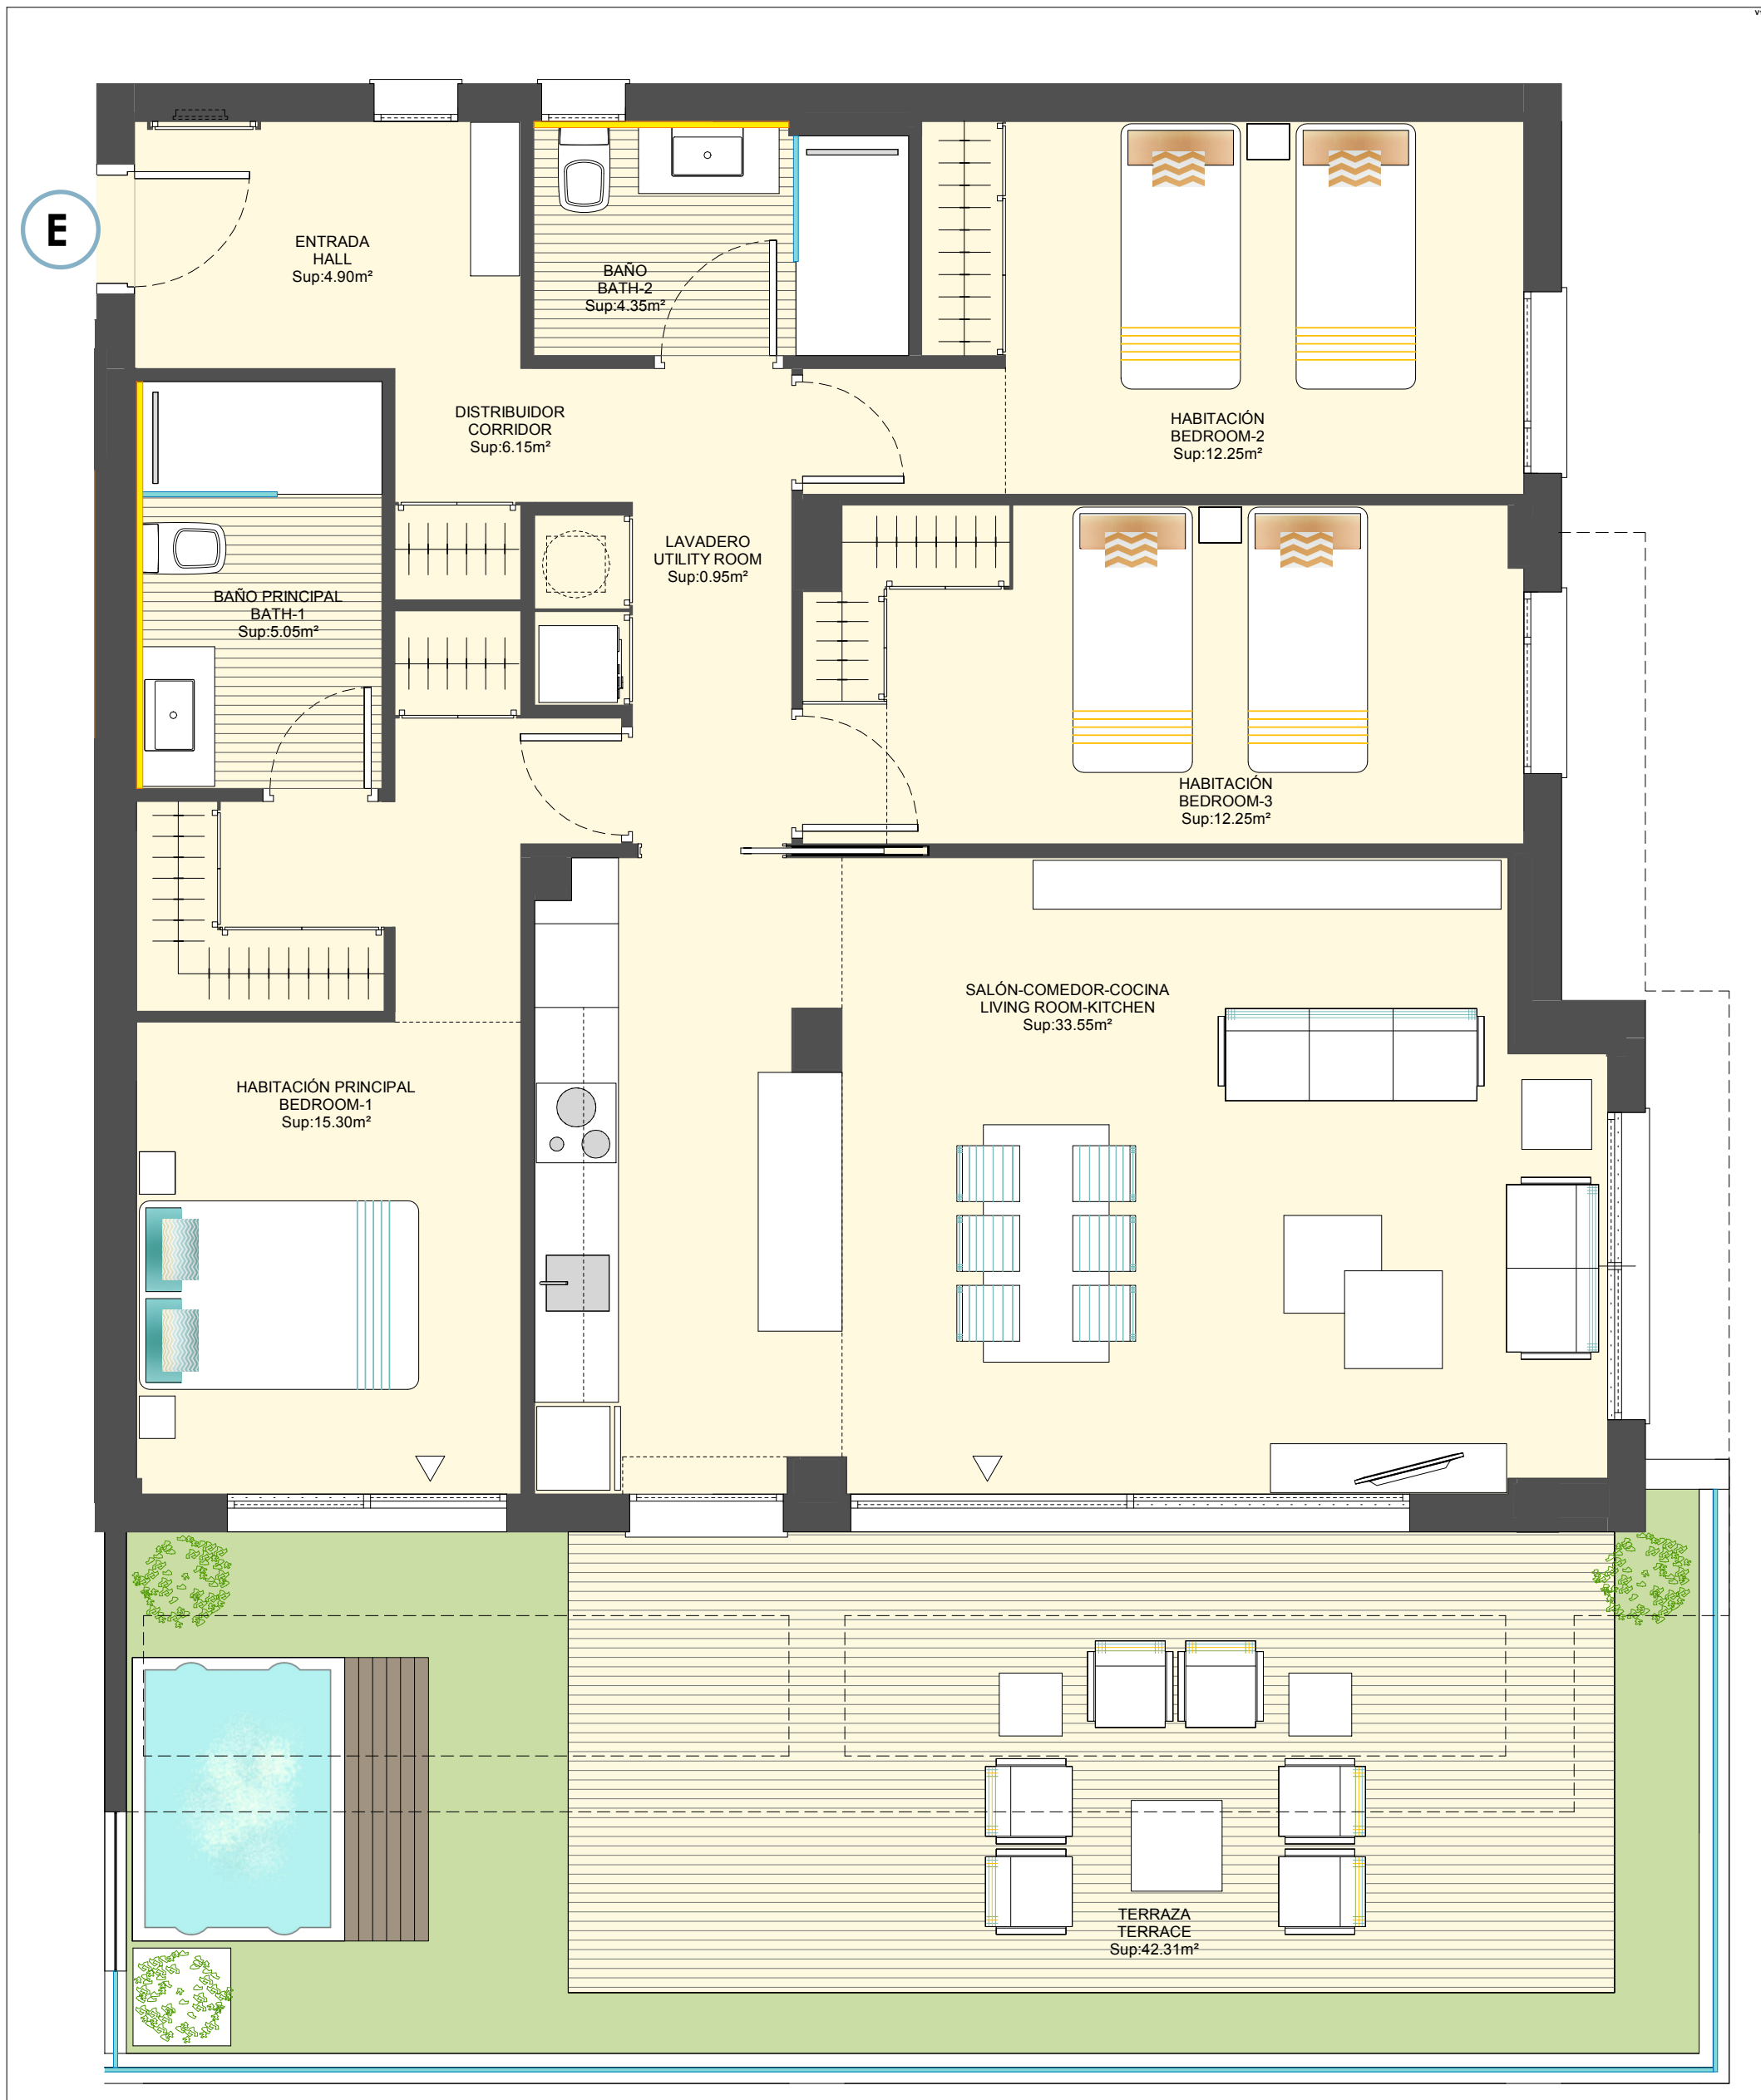 E
ENTRADA
HALL
Sup:4.90m²
BAÑO
BATH-2
Sup:4.35m²
DISTRIBUIDOR
CORRIDOR
Sup:6.15m²
HABITACIÓN
BEDROOM-2
Sup:12.25m²
LAVADERO
UTILITY ROOM
Sup:0.95m²
BAÑO PRINCIPAL
BATH-1
Sup:5.05m²
HABITACIÓN
BEDROOM-3
Sup:12.25m²
SALÓN-COMEDOR-COCINA
LIVING ROOM-KITCHEN
Sup:33.55m²
HABITACIÓN PRINCIPAL
BEDROOM-1
Sup:15.30m²
TERRAZA
TERRACE
Sup:42.31m²